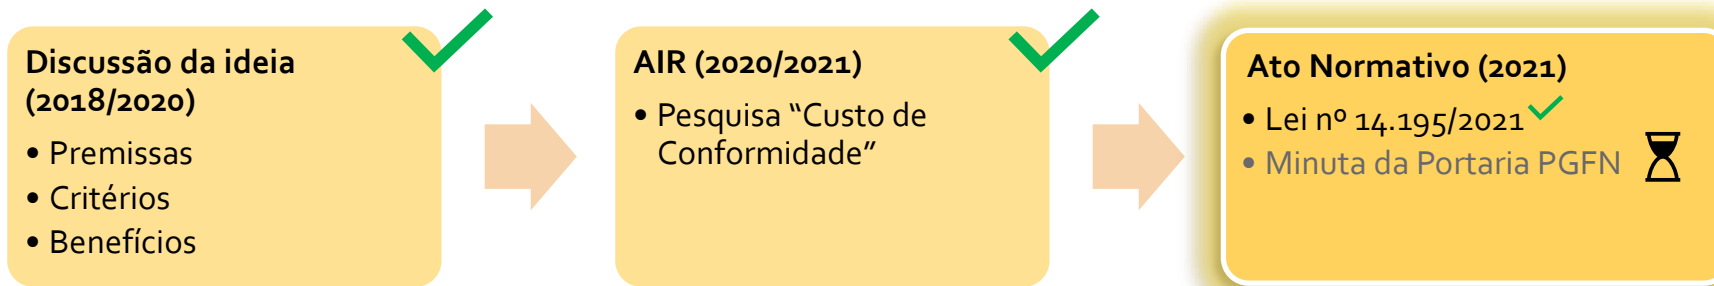 Discussão da ideia
(2018/2020)
• Premissas
• Critérios
• Benefícios
AIR (2020/2021)
• Pesquisa “Custo de
Conformidade”
Ato Normativo (2021)
• Lei nº 14.195/2021
• Minuta da Portaria PGFN